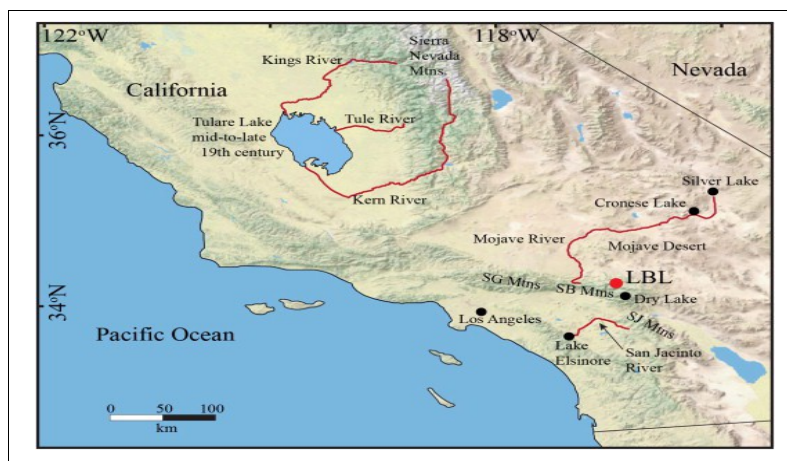 122°W
118°W
Kings River
Sierra
Nevada
Mtns.
Nevada
California
Tulare Lake
mid-to-late
19th century
Tule River
36°N
Kern River
Silver Lake
Cronese Lake
Mojave River
Mojave Desert
SG Mtns
SB Mtns
LBL
Dry Lake
34°N
Los Angeles
SJ Mtns
Pacific Ocean
Lake
Elsinore
San Jacinto
River
0 50 100
km